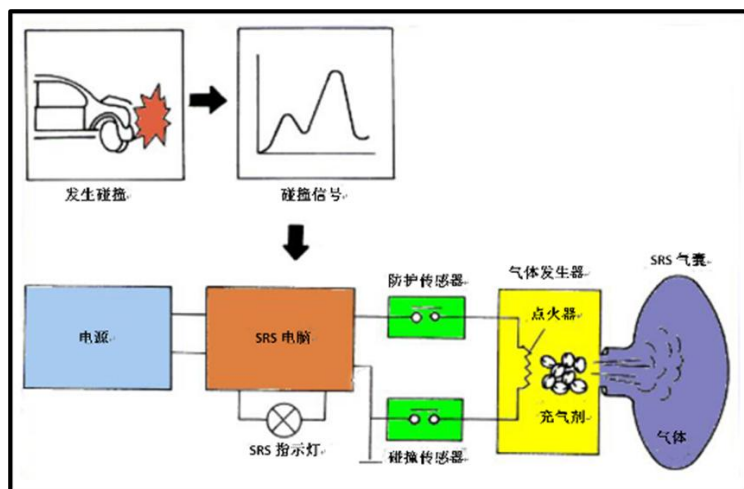 发生碰撞
碰撞信号
防护传感器
气体发生器
SRS 气囊
电源
SRS 电脑
点火器
充气剂
气体
SRS 指示灯
碰撞传感器